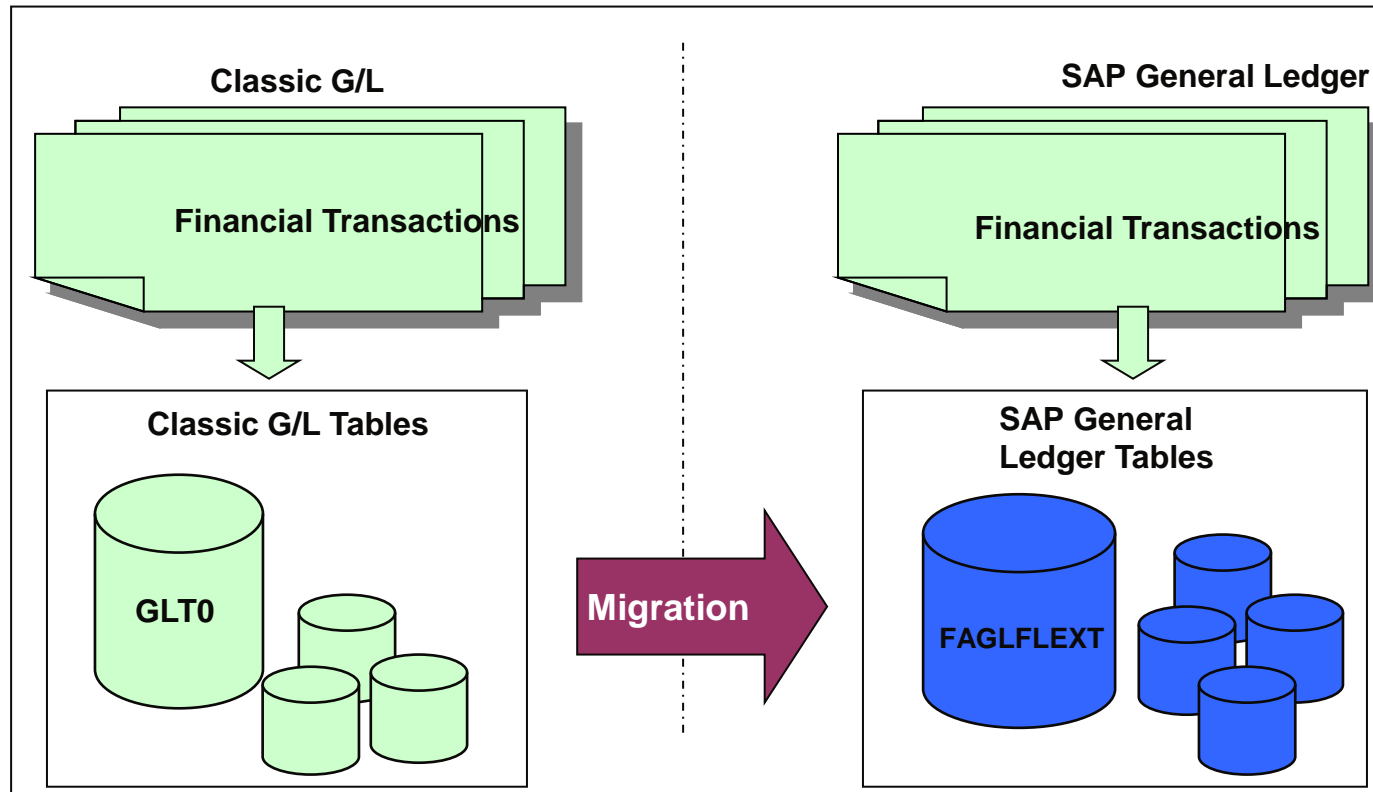 Classic G/L
SAP General Ledger
Financial Transactions
Financial Transactions
Classic G/L Tables
SAP General
Ledger Tables
GLT0
Migration
FAGLFLEXT